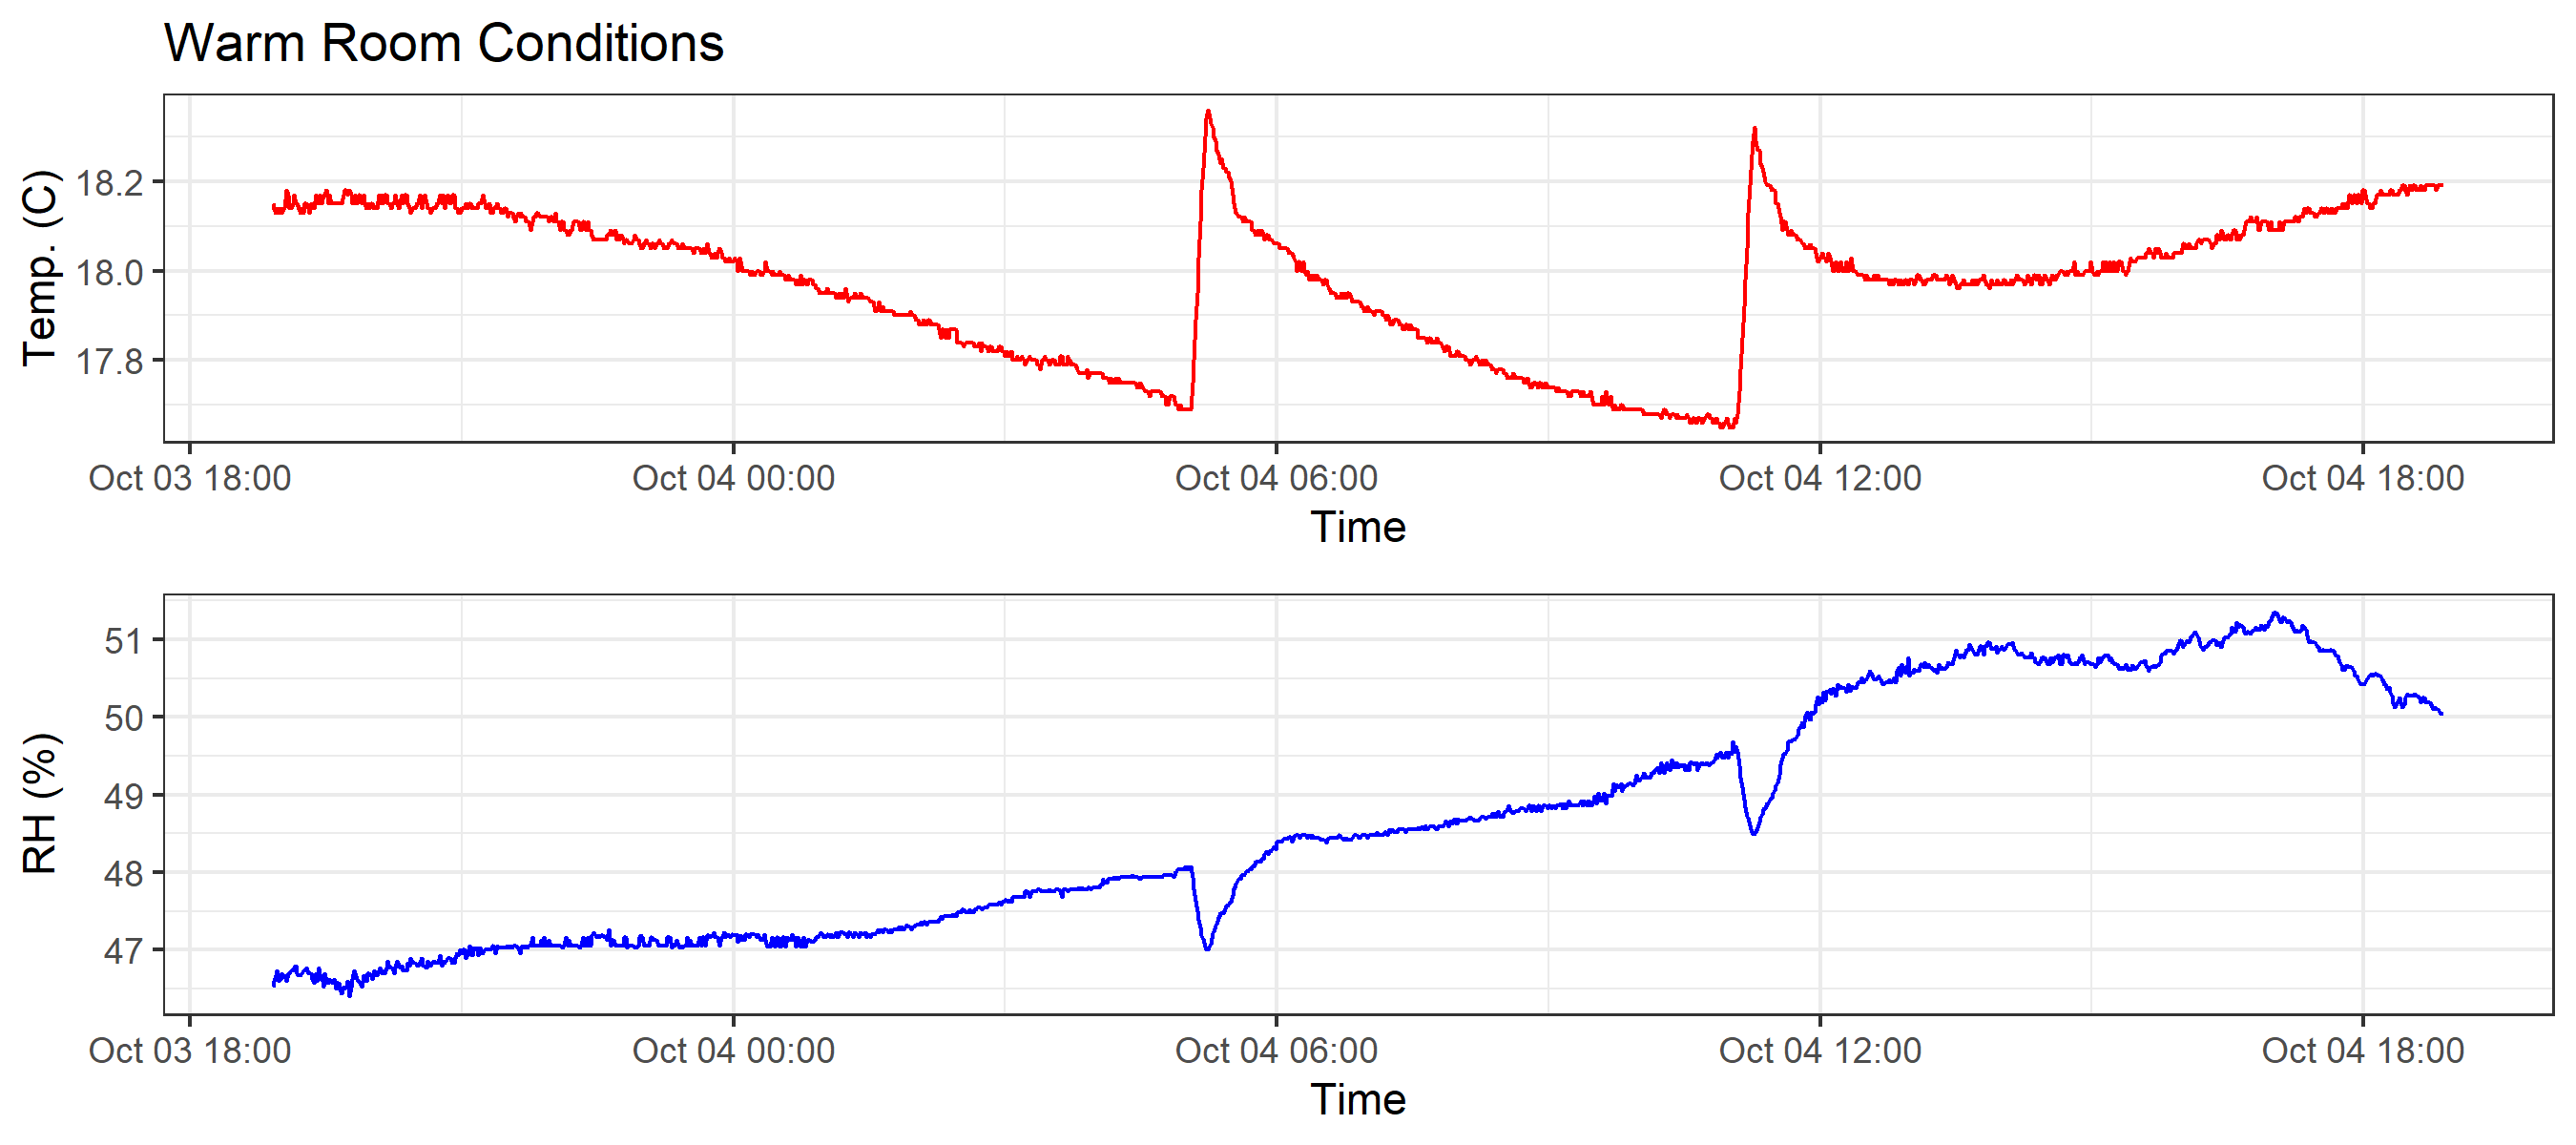 Warm Room Conditions
Temp. (C)
18.2
18.0
17.8
Oct 03 18:00 Oct 04 00:00 Oct 04 06:00 Oct 04 12:00 Oct 04 18:00
Time
RH (%)
51
50
49
48
47
Oct 03 18:00 Oct 04 00:00 Oct 04 06:00 Oct 04 12:00 Oct 04 18:00
Time